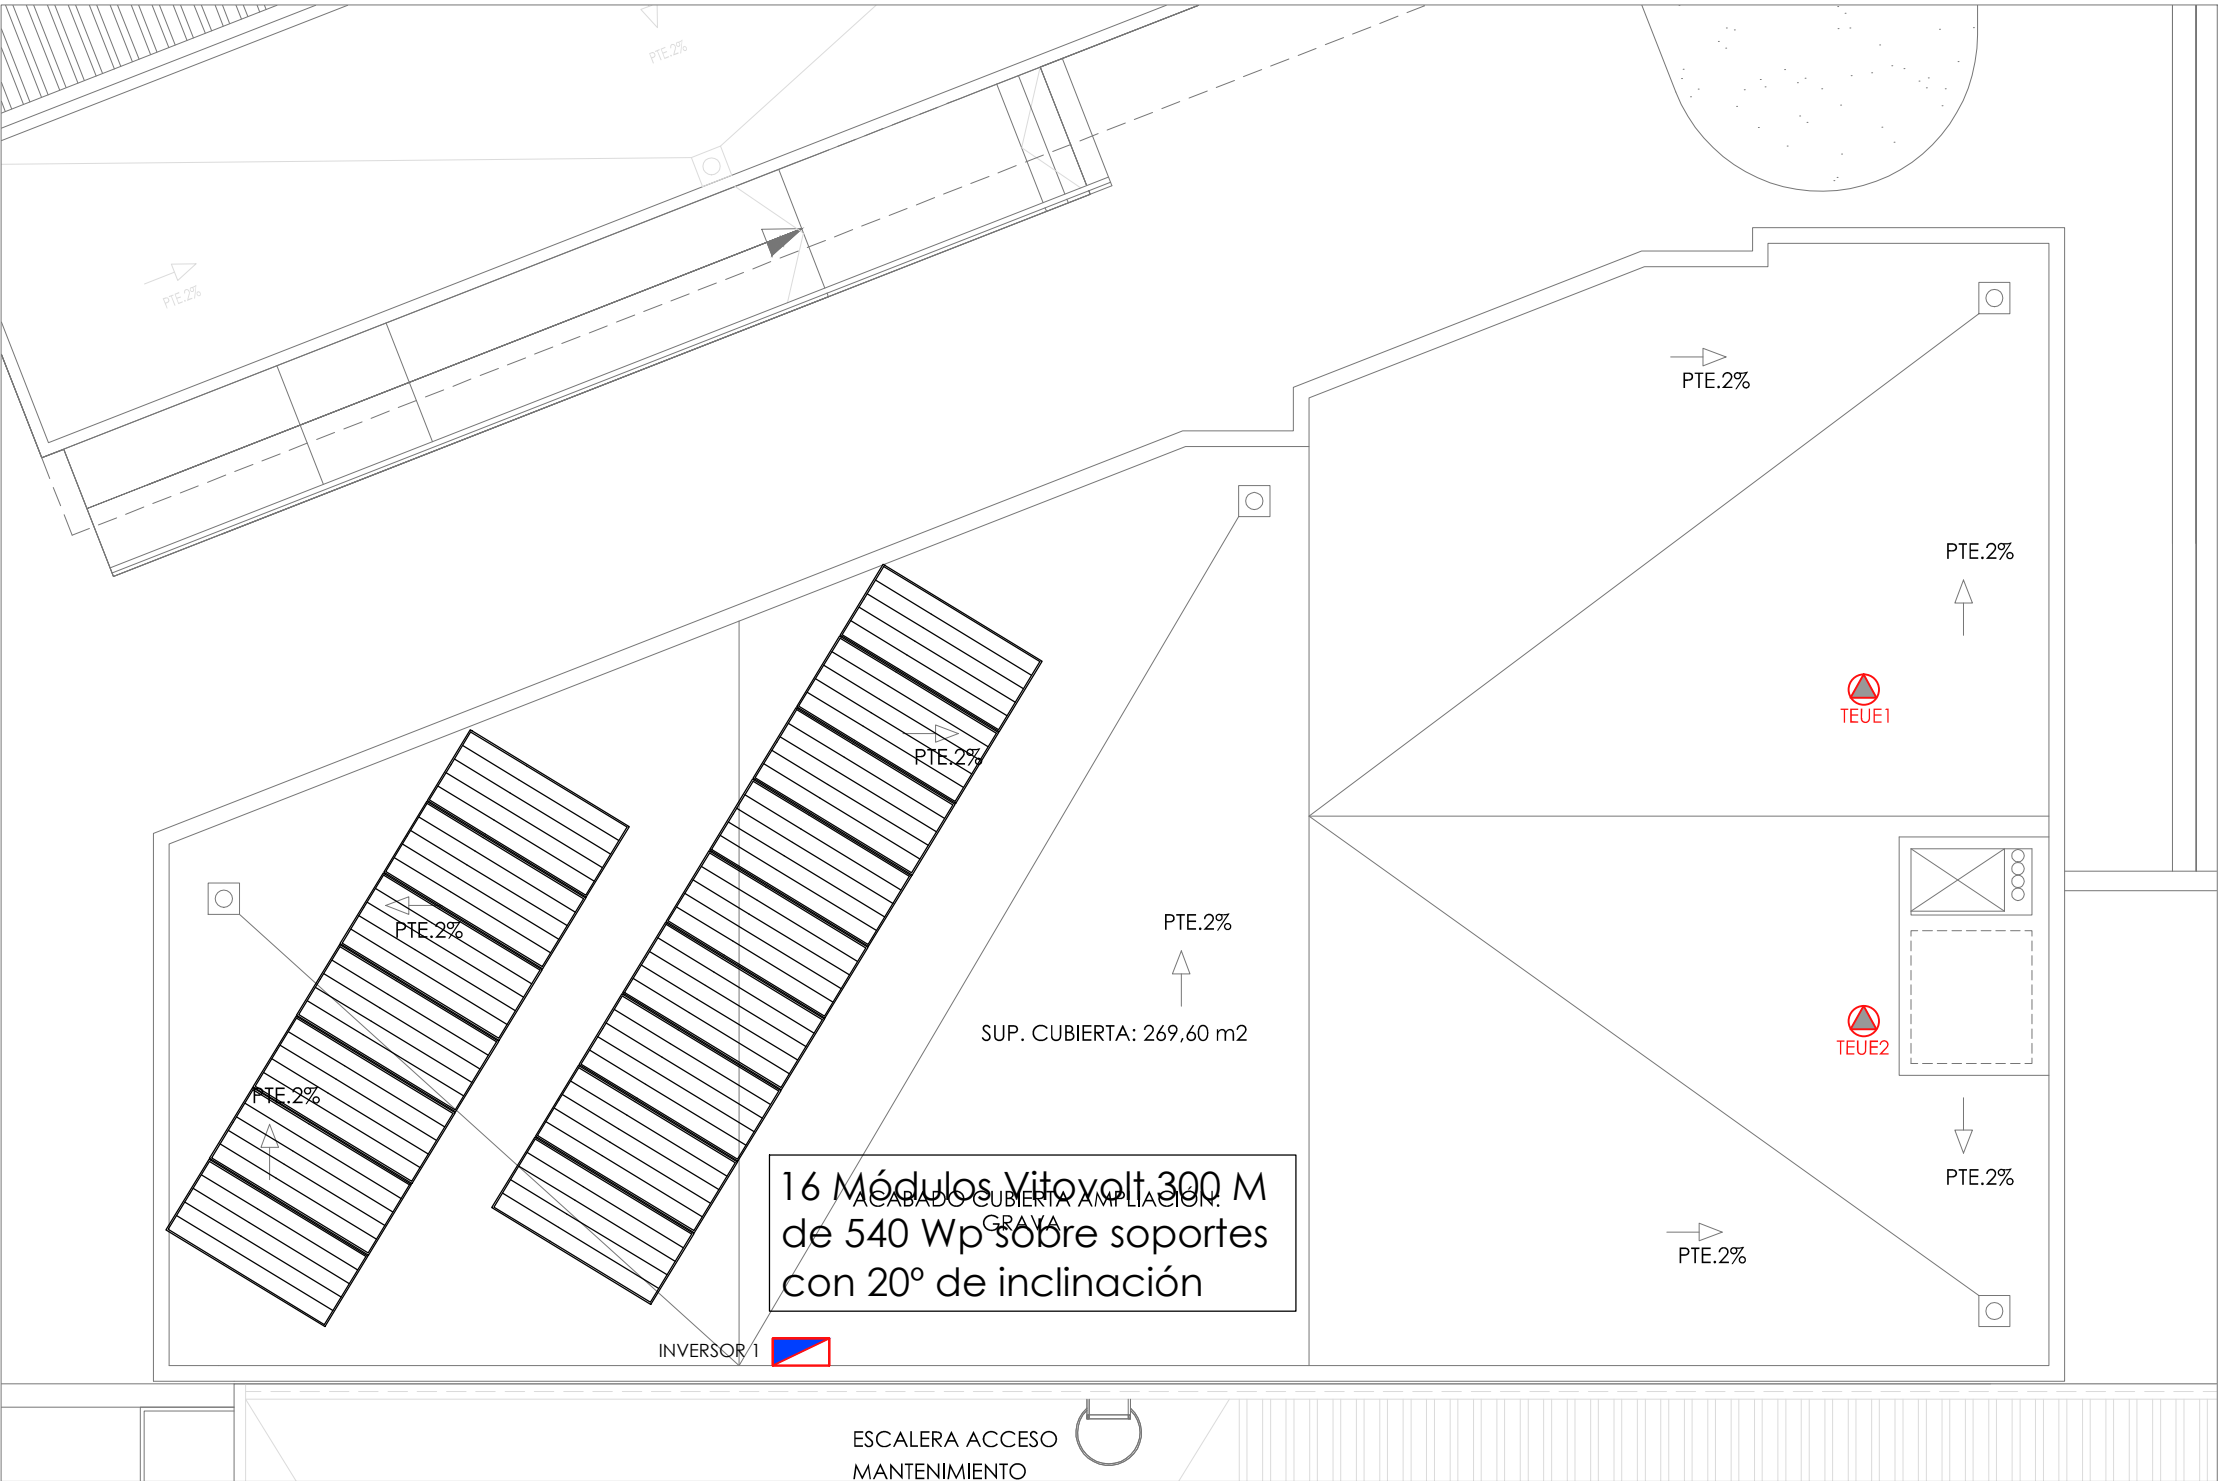 PTE.2%
PTE.2%
PTE.2%
PTE.2%
TEUE1
PTE.2%
PTE.2%
PTE.2%
SUP. CUBIERTA: 269,60 m2
TEUE2
PTE.2%
16 Módulos Vitovolt 300 M
de 540 Wp sobre soportes
con 20º de inclinación
ACABADO CUBIERTA AMPLIACIÓN:
GRAVA
PTE.2%
PTE.2%
INVERSOR 1
ESCALERA ACCESO
MANTENIMIENTO